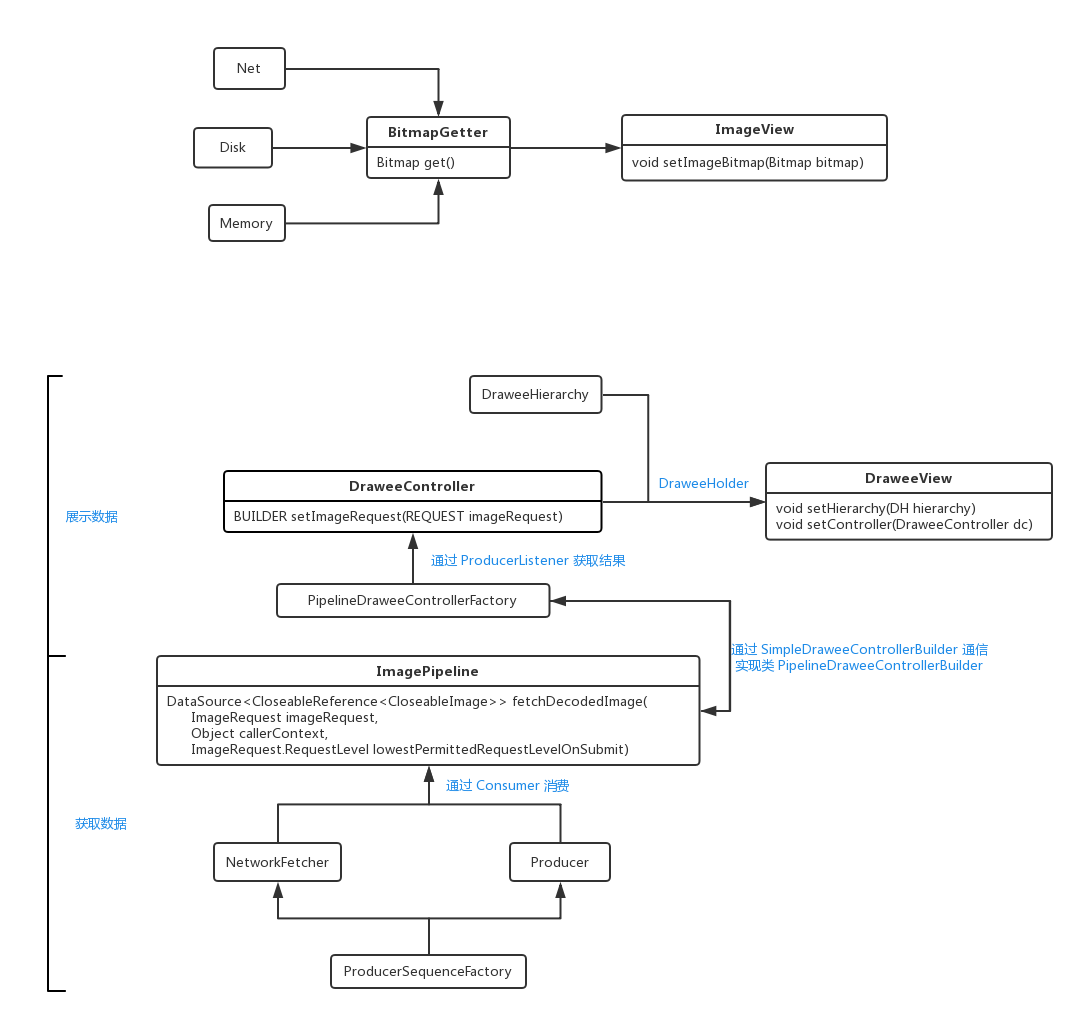 Net
Disk
Memory
BitmapGetter
Bitmap get()
ImageView
void setImageBitmap(Bitmap bitmap)
展示数据
DraweeHierarchy
DraweeController
BUILDER setImageRequest(REQUEST imageRequest)
DraweeHolder
DraweeView
void setHierarchy(DH hierarchy)
void setController(DraweeController dc)
通过 ProducerListener 获取结果
PipelineDraweeControllerFactory
通过 SimpleDraweeControllerBuilder 通信
实现类 PipelineDraweeControllerBuilder
获取数据
ImagePipeline
DataSource<CloseableReference<CloseableImage>> fetchDecodedImage(
ImageRequest imageRequest,
Object callerContext,
ImageRequest.RequestLevel lowestPermittedRequestLevelOnSubmit)
通过 Consumer 消费
NetworkFetcher
Producer
ProducerSequenceFactory